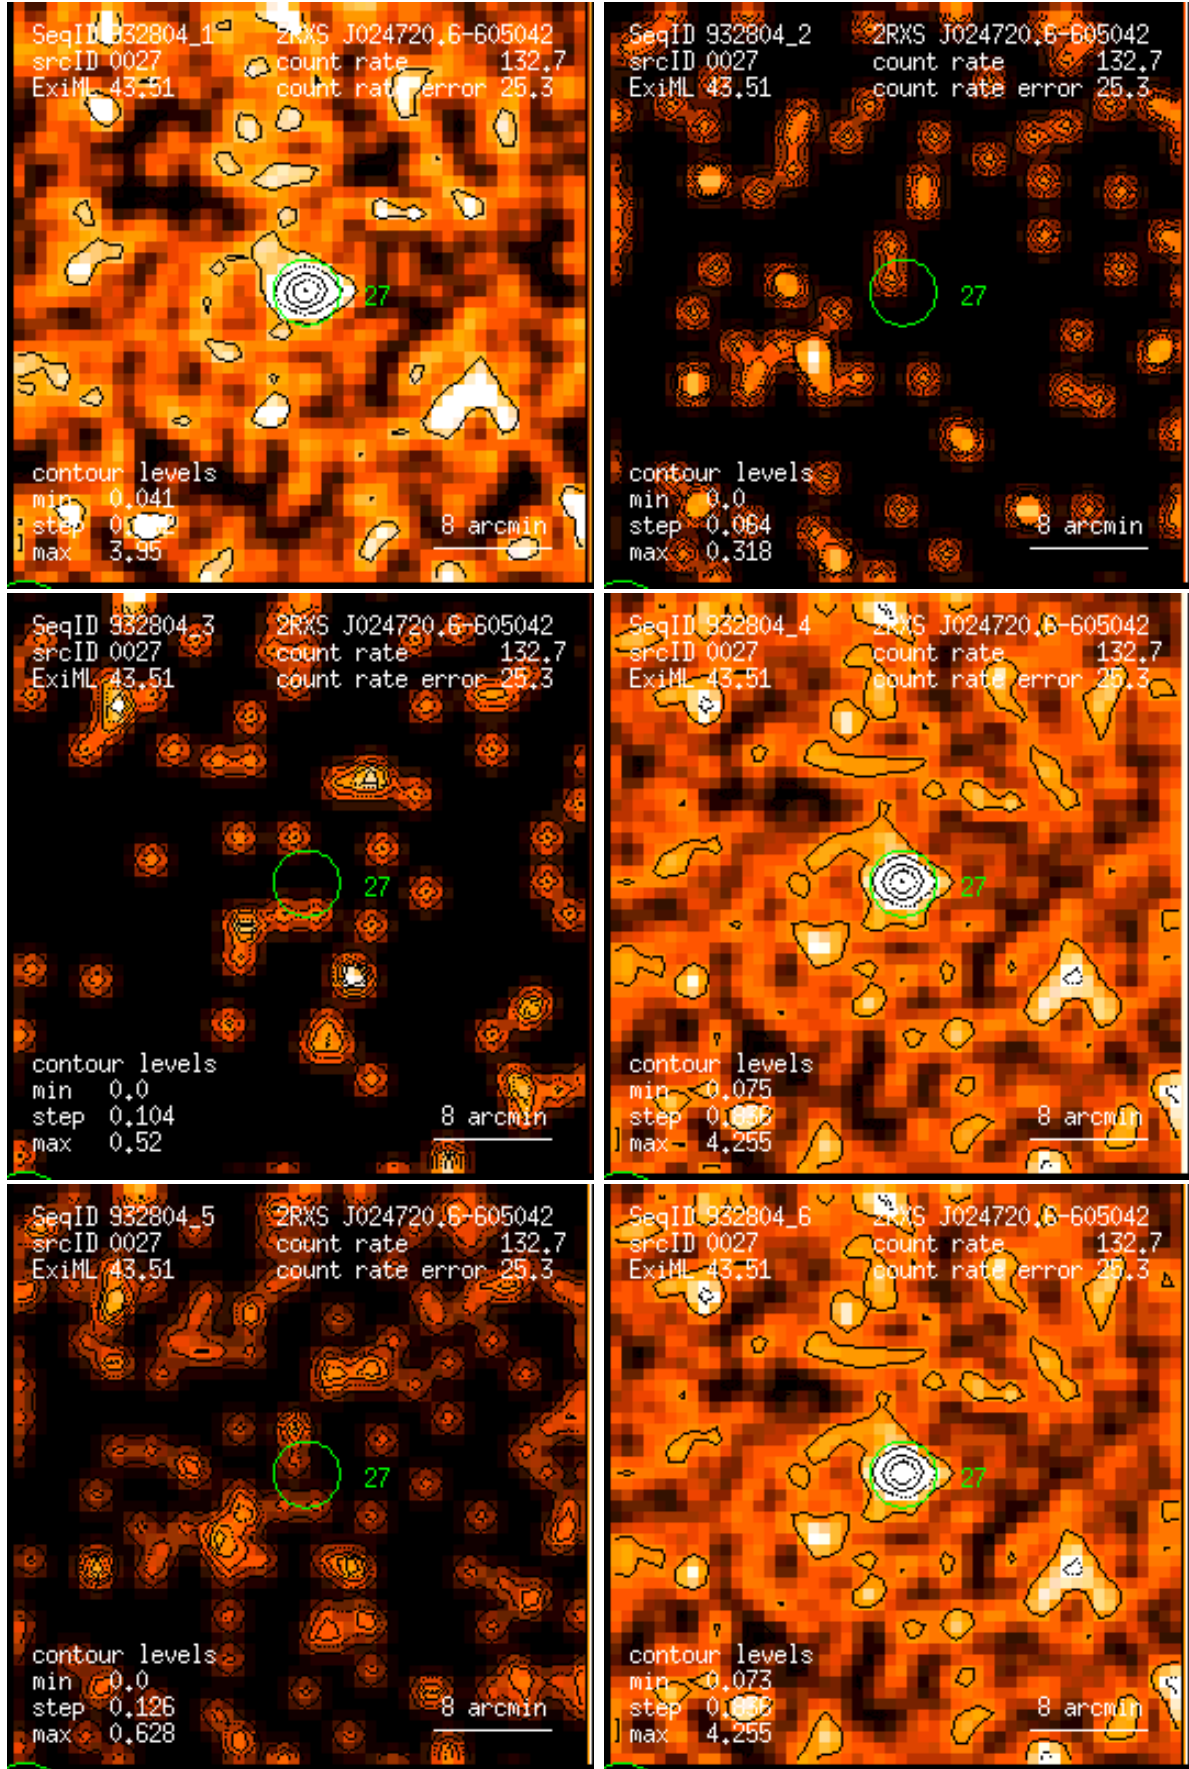 SeqID 932804_1 2RXS J024720.6-605042
srcID 0027 count rate 132.7
ExiML 43.51 count rate error 25.3
27
contour levels
min 0.041
step
max 3.95
8 arcmin
SeqID 932804_2 2RXS J024720.6-605042
srcID 0027 count rate 132.7
ExiML 43.51 count rate error 25.3
27
contour levels
min 0.0
step 0.064
max 0.318
8 arcmin
SeqID 932804_3 2RXS J024720.6-605042
srcID 0027 count rate 132.7
ExiML 43.51 count rate error 25.3
27
contour levels
min 0.0
step 0.104
max 0.52
8 arcmin
SeqID 932804_4 2RXS J024720.6-605042
srcID 0027 count rate 132.7
ExiML 43.51 count rate error 25.3
27
contour levels
min 0.075
step
max 4.255
8 arcmin
SeqID 932804_5 2RXS J024720.6-605042
srcID 0027 count rate 132.7
ExiML 43.51 count rate error 25.3
27
contour levels
min 0.0
step 0.126
max 0.628
8 arcmin
SeqID 932804_6 2RXS J024720.6-605042
srcID 0027 count rate 132.7
ExiML 43.51 count rate error 25.3
27
contour levels
min 0.073
step
max 4.255
8 arcmin